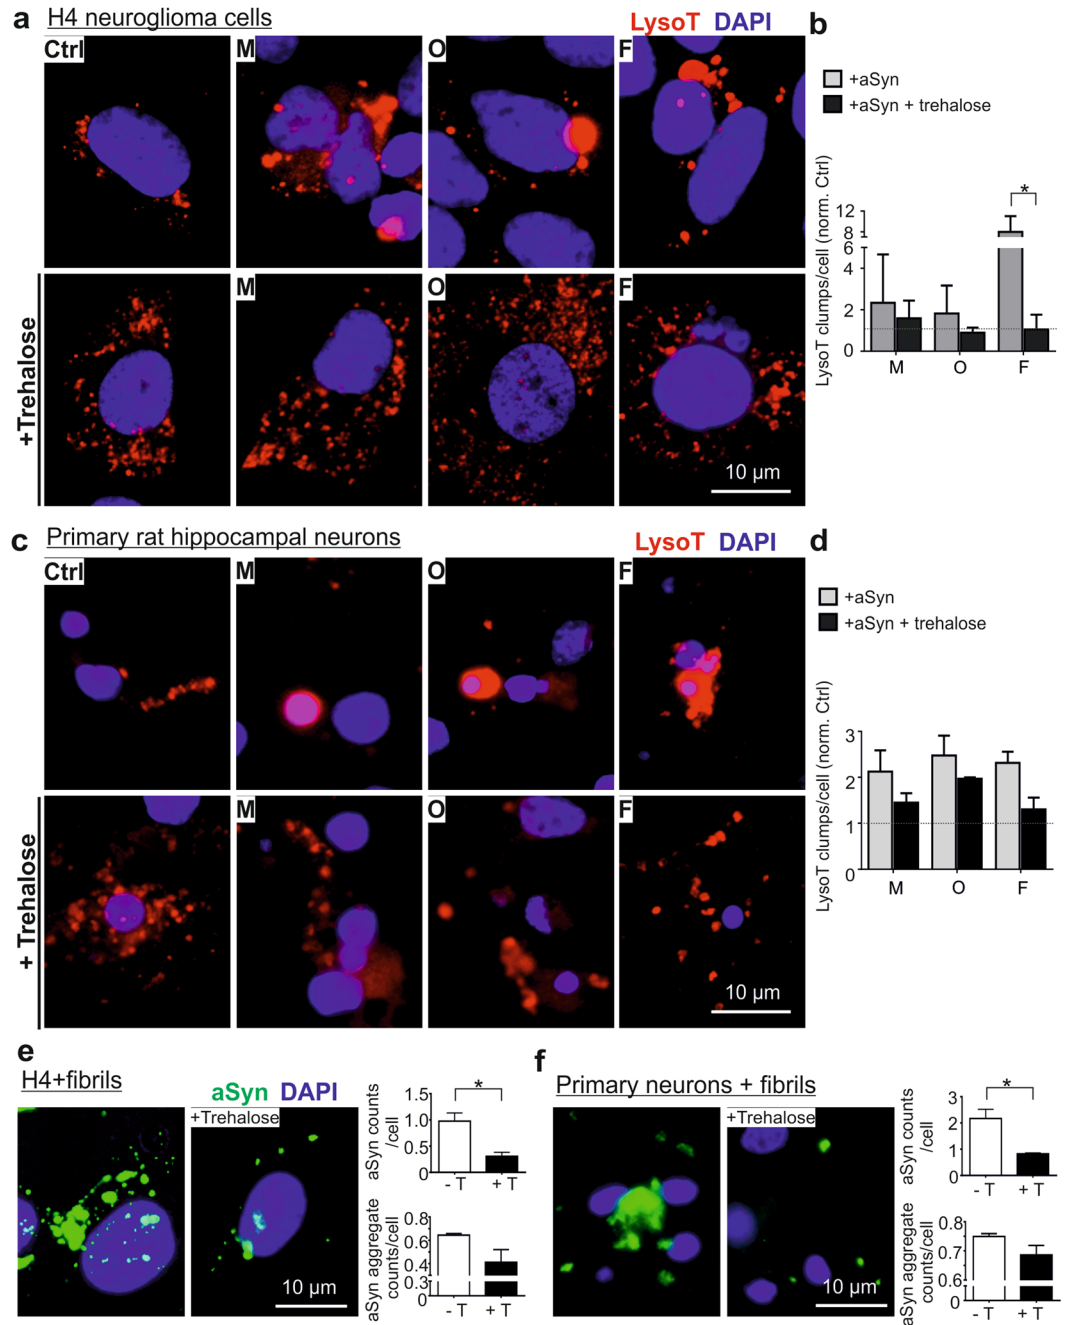 a H4 neuroglioma cells LysoT DAPI
Ctrl M O F
+Trehalose
M O F
10 µm
b
+aSyn
+aSyn + trehalose
LysoT clumps/cell (norm. Ctrl)
*
12
8
6
4
2
0
M O F
c Primary rat hippocampal neurons LysoT DAPI
Ctrl M O F
+ Trehalose
M O F
10 µm
d
+aSyn
+aSyn + trehalose
LysoT clumps/cell (norm. Ctrl)
3
2
1
0
M O F
e
H4+fibrils
aSyn DAPI
+Trehalose
10 µm
aSyn counts
/cell
*
1.5
1.0
0.5
0
- T + T
aSyn aggregate
counts/cell
0.8
0.6
0.4
0.3
0
- T + T
f
Primary neurons + fibrils
+Trehalose
10 µm
aSyn counts
/cell
*
3
2
1
0
- T + T
aSyn aggregate
counts/cell
0.8
0.7
0.6
0
- T + T